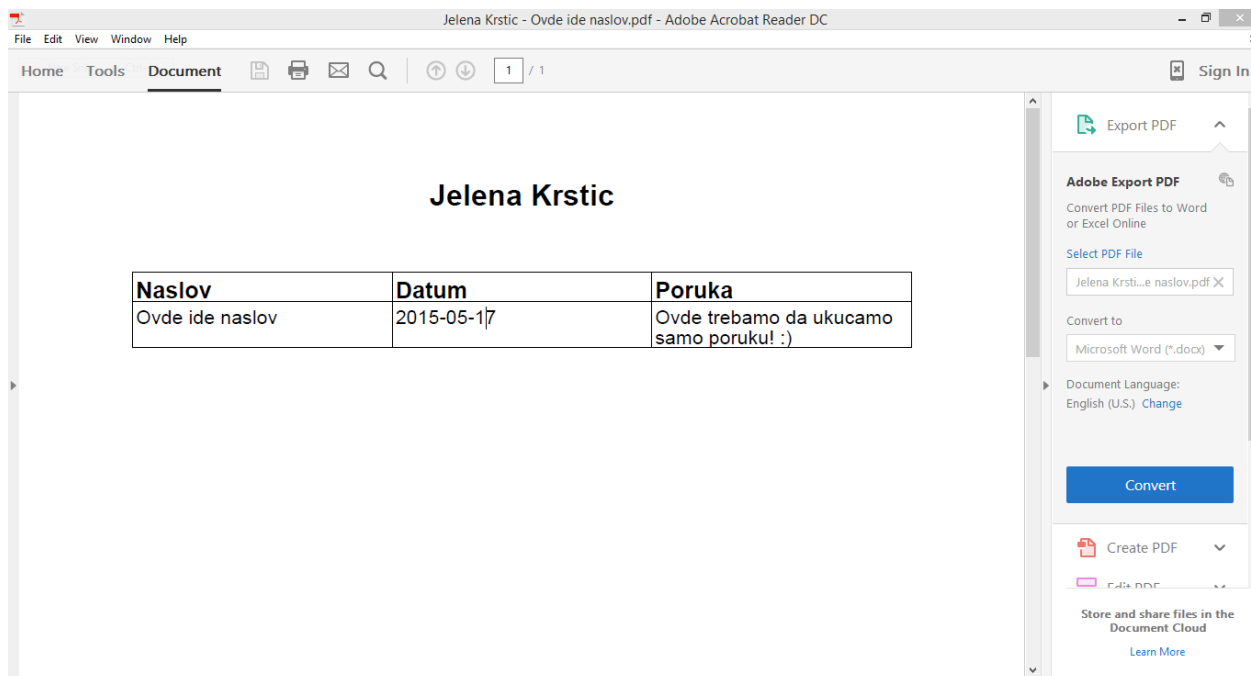 Jelena Krstic - Ovde ide naslov.pdf - Adobe Acrobat Reader DC
File Edit View Window Help
Home Tools Document 1 / 1 Sign In
Export PDF
Adobe Export PDF
Convert PDF Files to Word
or Excel Online
Select PDF File
Jelena Krsti...e naslov.pdf
Convert to
Microsoft Word (*.docx)
Document Language:
English (U.S.) Change
Convert
Create PDF
Edit PDF
Store and share files in the
Document Cloud
Learn More
Jelena Krstic
Naslov Datum Poruka
Ovde ide naslov 2015-05-17 Ovde trebamo da ukucamo
samo poruku! :)